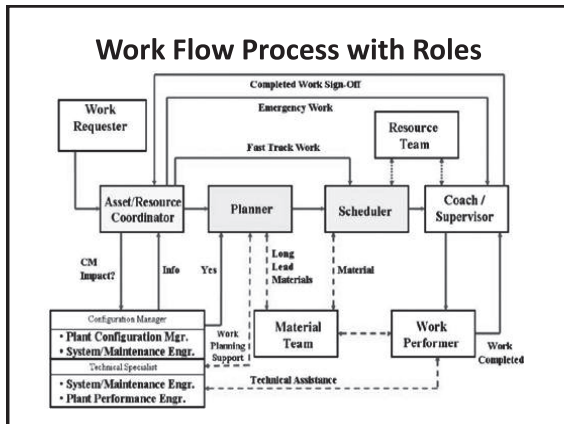 Work Flow Process with Roles
Completed Work Sign-Off
Work
Requester
Emergency Work
Resource
Team
Fast Track Work
Asset/Resource
Coordinator
Planner
Scheduler
Coach /
Supervisor
CM
Impact?
Info
Yes
Long
Lead
Materials
Material
Configuration Manager
• Plant Configuration Mgr.
• System/Maintenance Engr.
Work
Planning
Support
Material
Team
Work
Performer
Work
Completed
Technical Specialist
• System/Maintenance Engr.
• Plant Performance Engr.
Technical Assistance